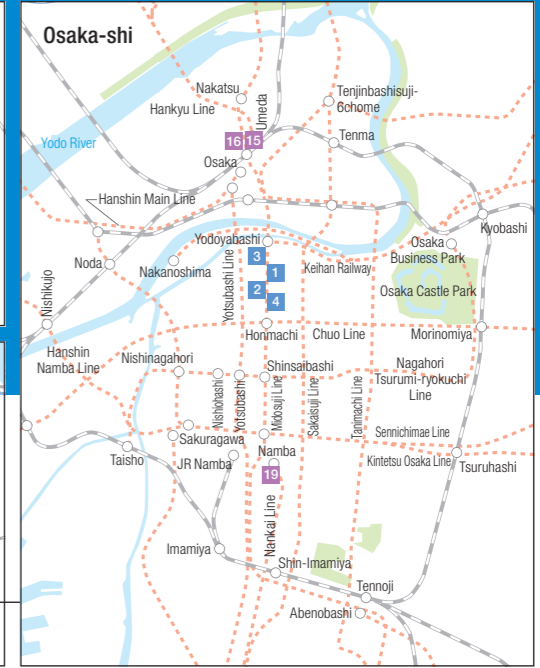 Osaka-shi
Nakatsu
Hankyu Line
Umeda
Tenjinbashisuji-
6chome
Tenma
16
15
Osaka
Yodo River
Hanshin Main Line
Kyobashi
Yodoyabashi
Osaka
Business Park
3
Keihan Railway
Noda
Nakanoshima
1
2
4
Osaka Castle Park
Yotsubashi Line
Nishikujo
Honmachi
Chuo Line
Morinomiya
Hanshin
Namba Line
Nishinagahori
Shinsaibashi
Nagahori
Tsurumi-ryokuchi
Line
Nishiohashi
Yotsubashi
Midosuji Line
Sakaisuji Line
Tanimachi Line
Sennichimae Line
Sakuragawa
Taisho
JR Namba
Namba
Kintetsu Osaka Line
Tsuruhashi
19
Nankai Line
Imamiya
Shin-Imamiya
Tennoji
Abenobashi